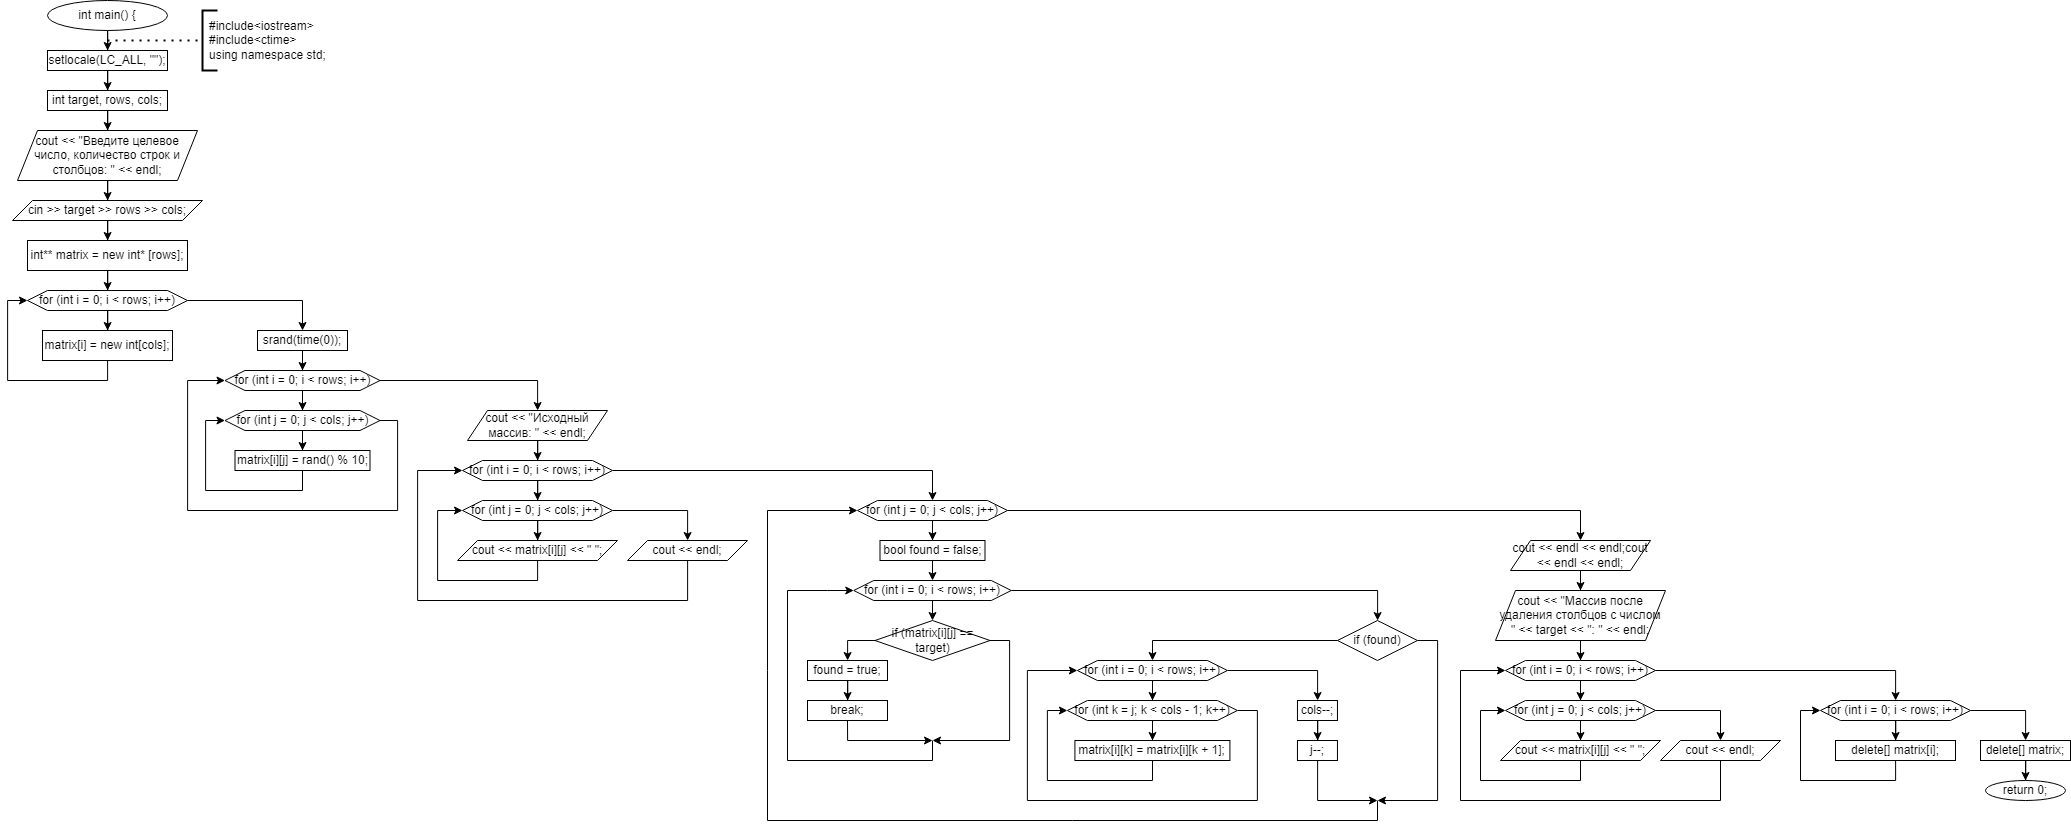 int main() {
#include<iostream>
#include<ctime>
using namespace std;
setlocale(LC_ALL, "");
int target, rows, cols;
cout << "Введите целевое
число, количество строк и
столбцов: " << endl;
cin >> target >> rows >> cols;
int** matrix = new int* [rows];
for (int i = 0; i < rows; i++)
matrix[i] = new int[cols];
srand(time(0));
for (int i = 0; i < rows; i++)
for (int j = 0; j < cols; j++)
matrix[i][j] = rand() % 10;
cout << "Исходный
массив: " << endl;
for (int i = 0; i < rows; i++)
for (int j = 0; j < cols; j++)
cout << matrix[i][j] << " ";
cout << endl;
for (int j = 0; j < cols; j++)
bool found = false;
for (int i = 0; i < rows; i++)
if (matrix[i][j] ==
target)
found = true;
break;
if (found)
for (int i = 0; i < rows; i++)
for (int k = j; k < cols - 1; k++)
matrix[i][k] = matrix[i][k + 1];
cols--;
j--;
cout << endl << endl;cout
<< endl << endl;
cout << "Массив после
удаления столбцов с числом
" << target << ": " << endl;
for (int i = 0; i < rows; i++)
for (int j = 0; j < cols; j++)
cout << matrix[i][j] << " ";
cout << endl;
for (int i = 0; i < rows; i++)
delete[] matrix[i];
delete[] matrix;
return 0;